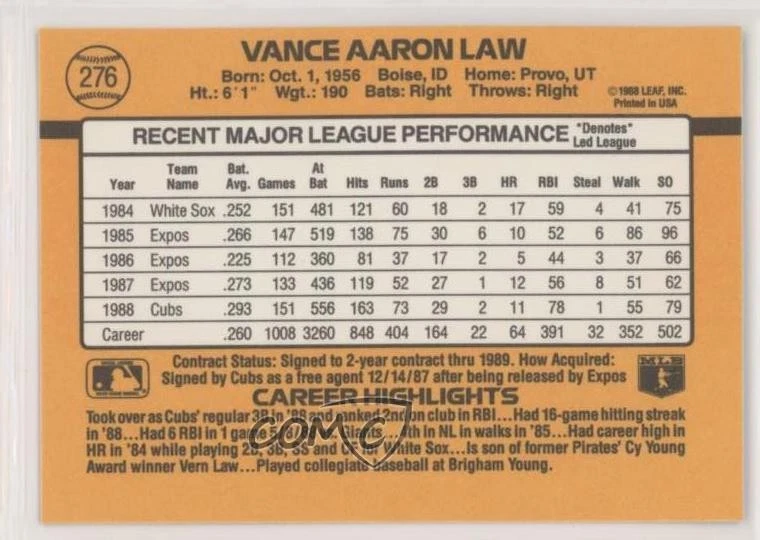 276
VANCE AARON LAW
Born: Oct. 1, 1956 Boise, ID Home: Provo, UT
Ht.: 6'1" Wgt.: 190 Bats: Right Throws: Right
© 1988 LEAF, INC.
Printed in USA
RECENT MAJOR LEAGUE PERFORMANCE *Denotes* Led League
Year Team Name Bat. Avg. Games At Bat Hits Runs 2B 3B HR RBI Steal Walk SO
1984 White Sox .252 151 481 121 60 18 2 17 59 4 41 75
1985 Expos .266 147 519 138 75 30 6 10 52 6 86 96
1986 Expos .225 112 360 81 37 17 2 5 44 3 37 66
1987 Expos .273 133 436 119 52 27 1 12 56 8 51 62
1988 Cubs .293 151 556 163 73 29 2 11 78 1 55 79
Career .260 1008 3260 848 404 164 22 64 391 32 352 502
Contract Status: Signed to 2-year contract thru 1989. How Acquired:
Signed by Cubs as a free agent 12/14/87 after being released by Expos
MLB
CAREER HIGHLIGHTS
Took over as Cubs' regular 3B in '88 and ranked 2nd on club in RBI...Had 16-game hitting streak
in '88...Had 6 RBI in 1 game Giants...th in NL in walks in '85...Had career high in
HR in '84 while playing 2B, 3B, SS and for White Sox...Is son of former Pirates' Cy Young
Award winner Vern Law...Played collegiate baseball at Brigham Young.
COMC